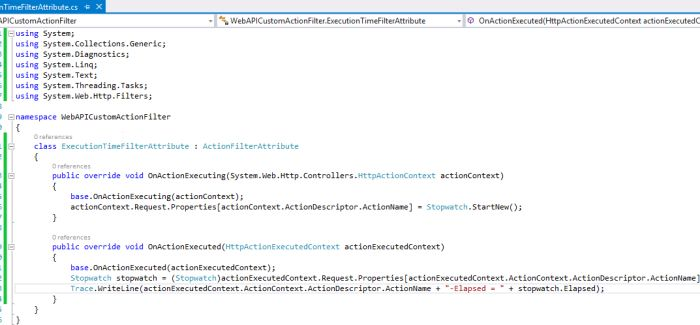 nTimeFilterAttribute.cs
APICustomActionFilter WebAPICustomActionFilter.ExecutionTimeFilterAttribute OnActionExecuted(HttpActionExecutedContext actionExecutedC
using System;
using System.Collections.Generic;
using System.Diagnostics;
using System.Linq;
using System.Text;
using System.Threading.Tasks;
using System.Web.Http.Filters;
namespace WebAPICustomActionFilter
{
0 references
class ExecutionTimeFilterAttribute : ActionFilterAttribute
{
0 references
public override void OnActionExecuting(System.Web.Http.Controllers.HttpActionContext actionContext)
{
base.OnActionExecuting(actionContext);
actionContext.Request.Properties[actionContext.ActionDescriptor.ActionName] = Stopwatch.StartNew();
}
0 references
public override void OnActionExecuted(HttpActionExecutedContext actionExecutedContext)
{
base.OnActionExecuted(actionExecutedContext);
Stopwatch stopwatch = (Stopwatch)actionExecutedContext.Request.Properties[actionExecutedContext.ActionContext.ActionDescriptor.ActionName]
Trace.WriteLine(actionExecutedContext.ActionContext.ActionDescriptor.ActionName + "-Elapsed = " + stopwatch.Elapsed);
}
}
}